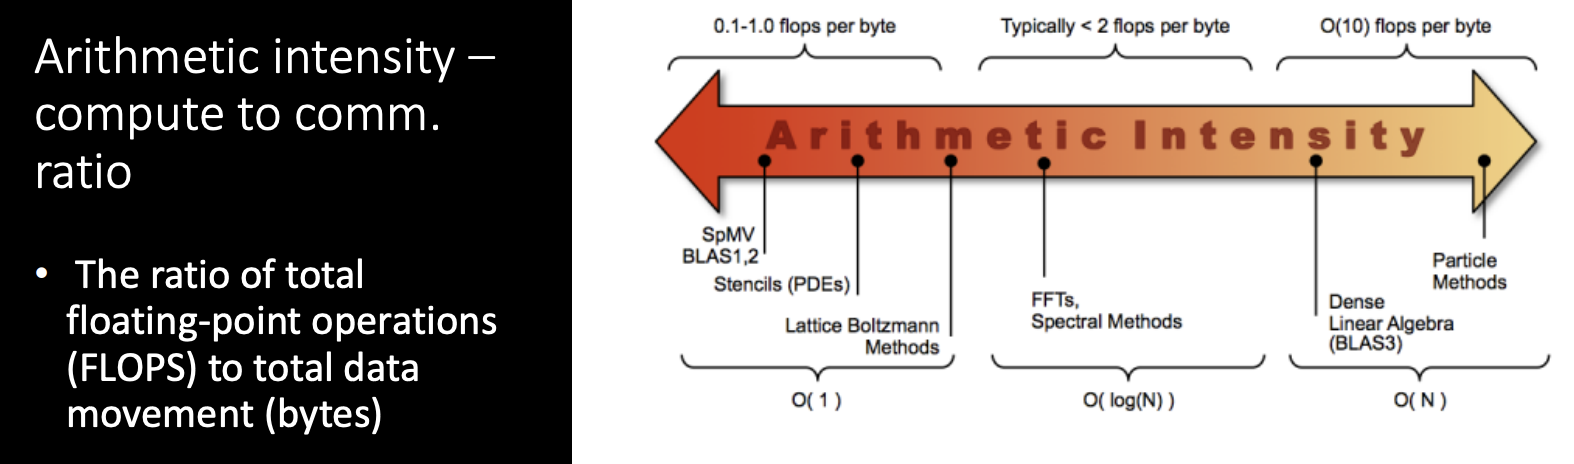 Arithmetic intensity –
compute to comm.
ratio
• The ratio of total
floating-point operations
(FLOPS) to total data
movement (bytes)
0.1-1.0 flops per byte
Typically < 2 flops per byte
O(10) flops per byte
Arithmetic Intensity
SpMV
BLAS1,2
Stencils (PDEs)
Lattice Boltzmann
Methods
FFTs,
Spectral Methods
Dense
Linear Algebra
(BLAS3)
Particle
Methods
O( 1 )
O( log(N) )
O( N )